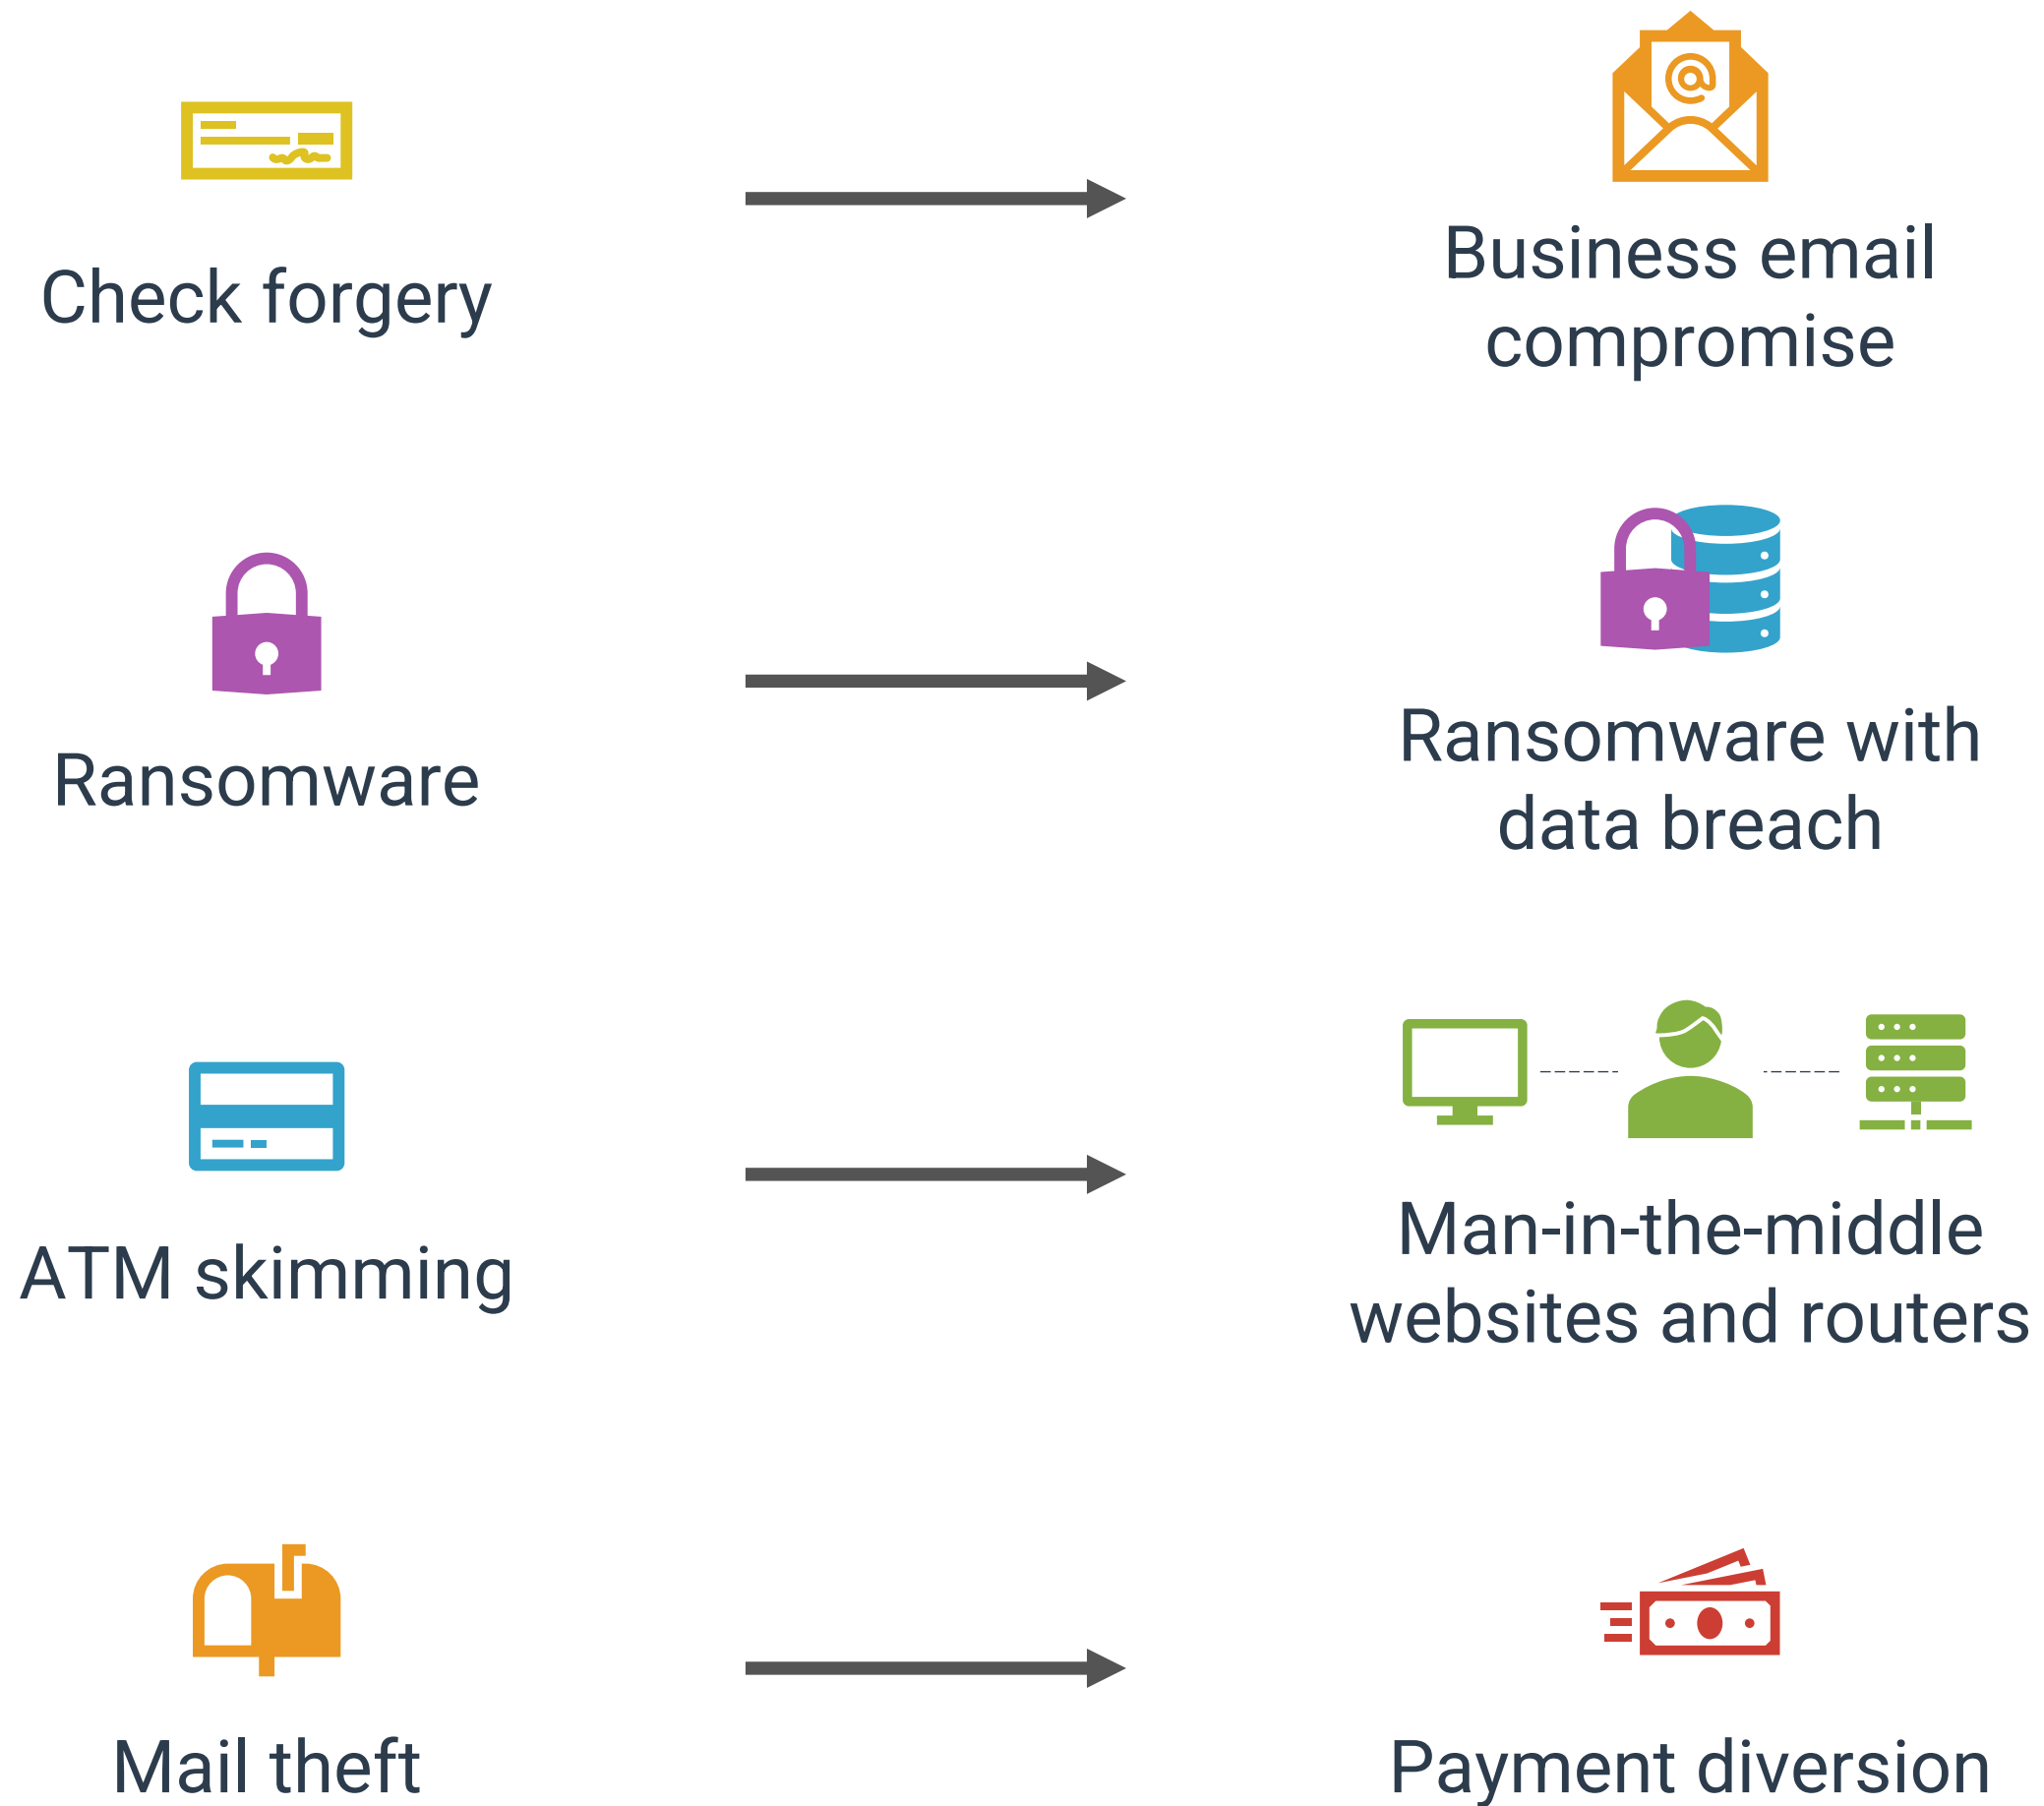 Check forgery
Business email
compromise
Ransomware
Ransomware with
data breach
ATM skimming
Man-in-the-middle
websites and routers
Mail theft
Payment diversion